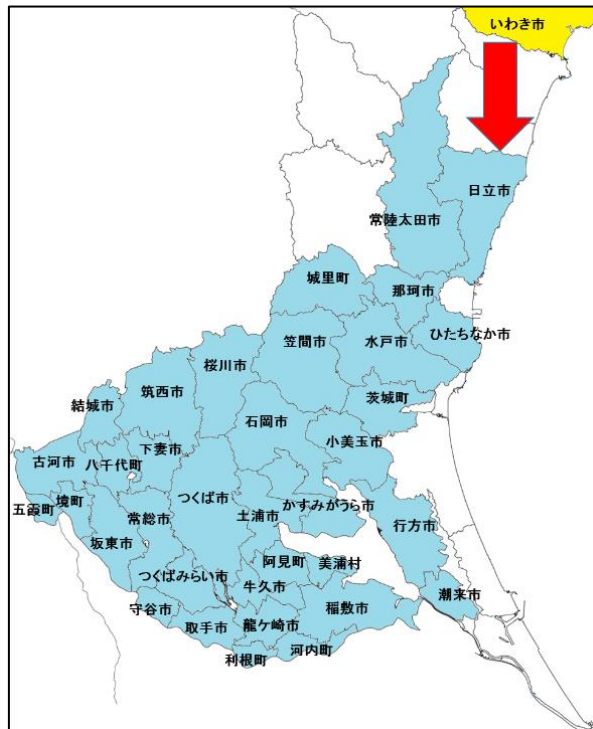 いわき市
日立市
常陸太田市
城里町
那珂市
ひたちなか市
笠間市
水戸市
桜川市
筑西市
茨城町
結城市
石岡市
小美玉市
下妻市
古河市
八千代町
つくば市
かすみがうら市
五霞町
境町
常総市
土浦市
行方市
坂東市
阿見町
美浦村
つくばみらい市
牛久市
潮来市
守谷市
稲敷市
取手市
龍ケ崎市
利根町
河内町